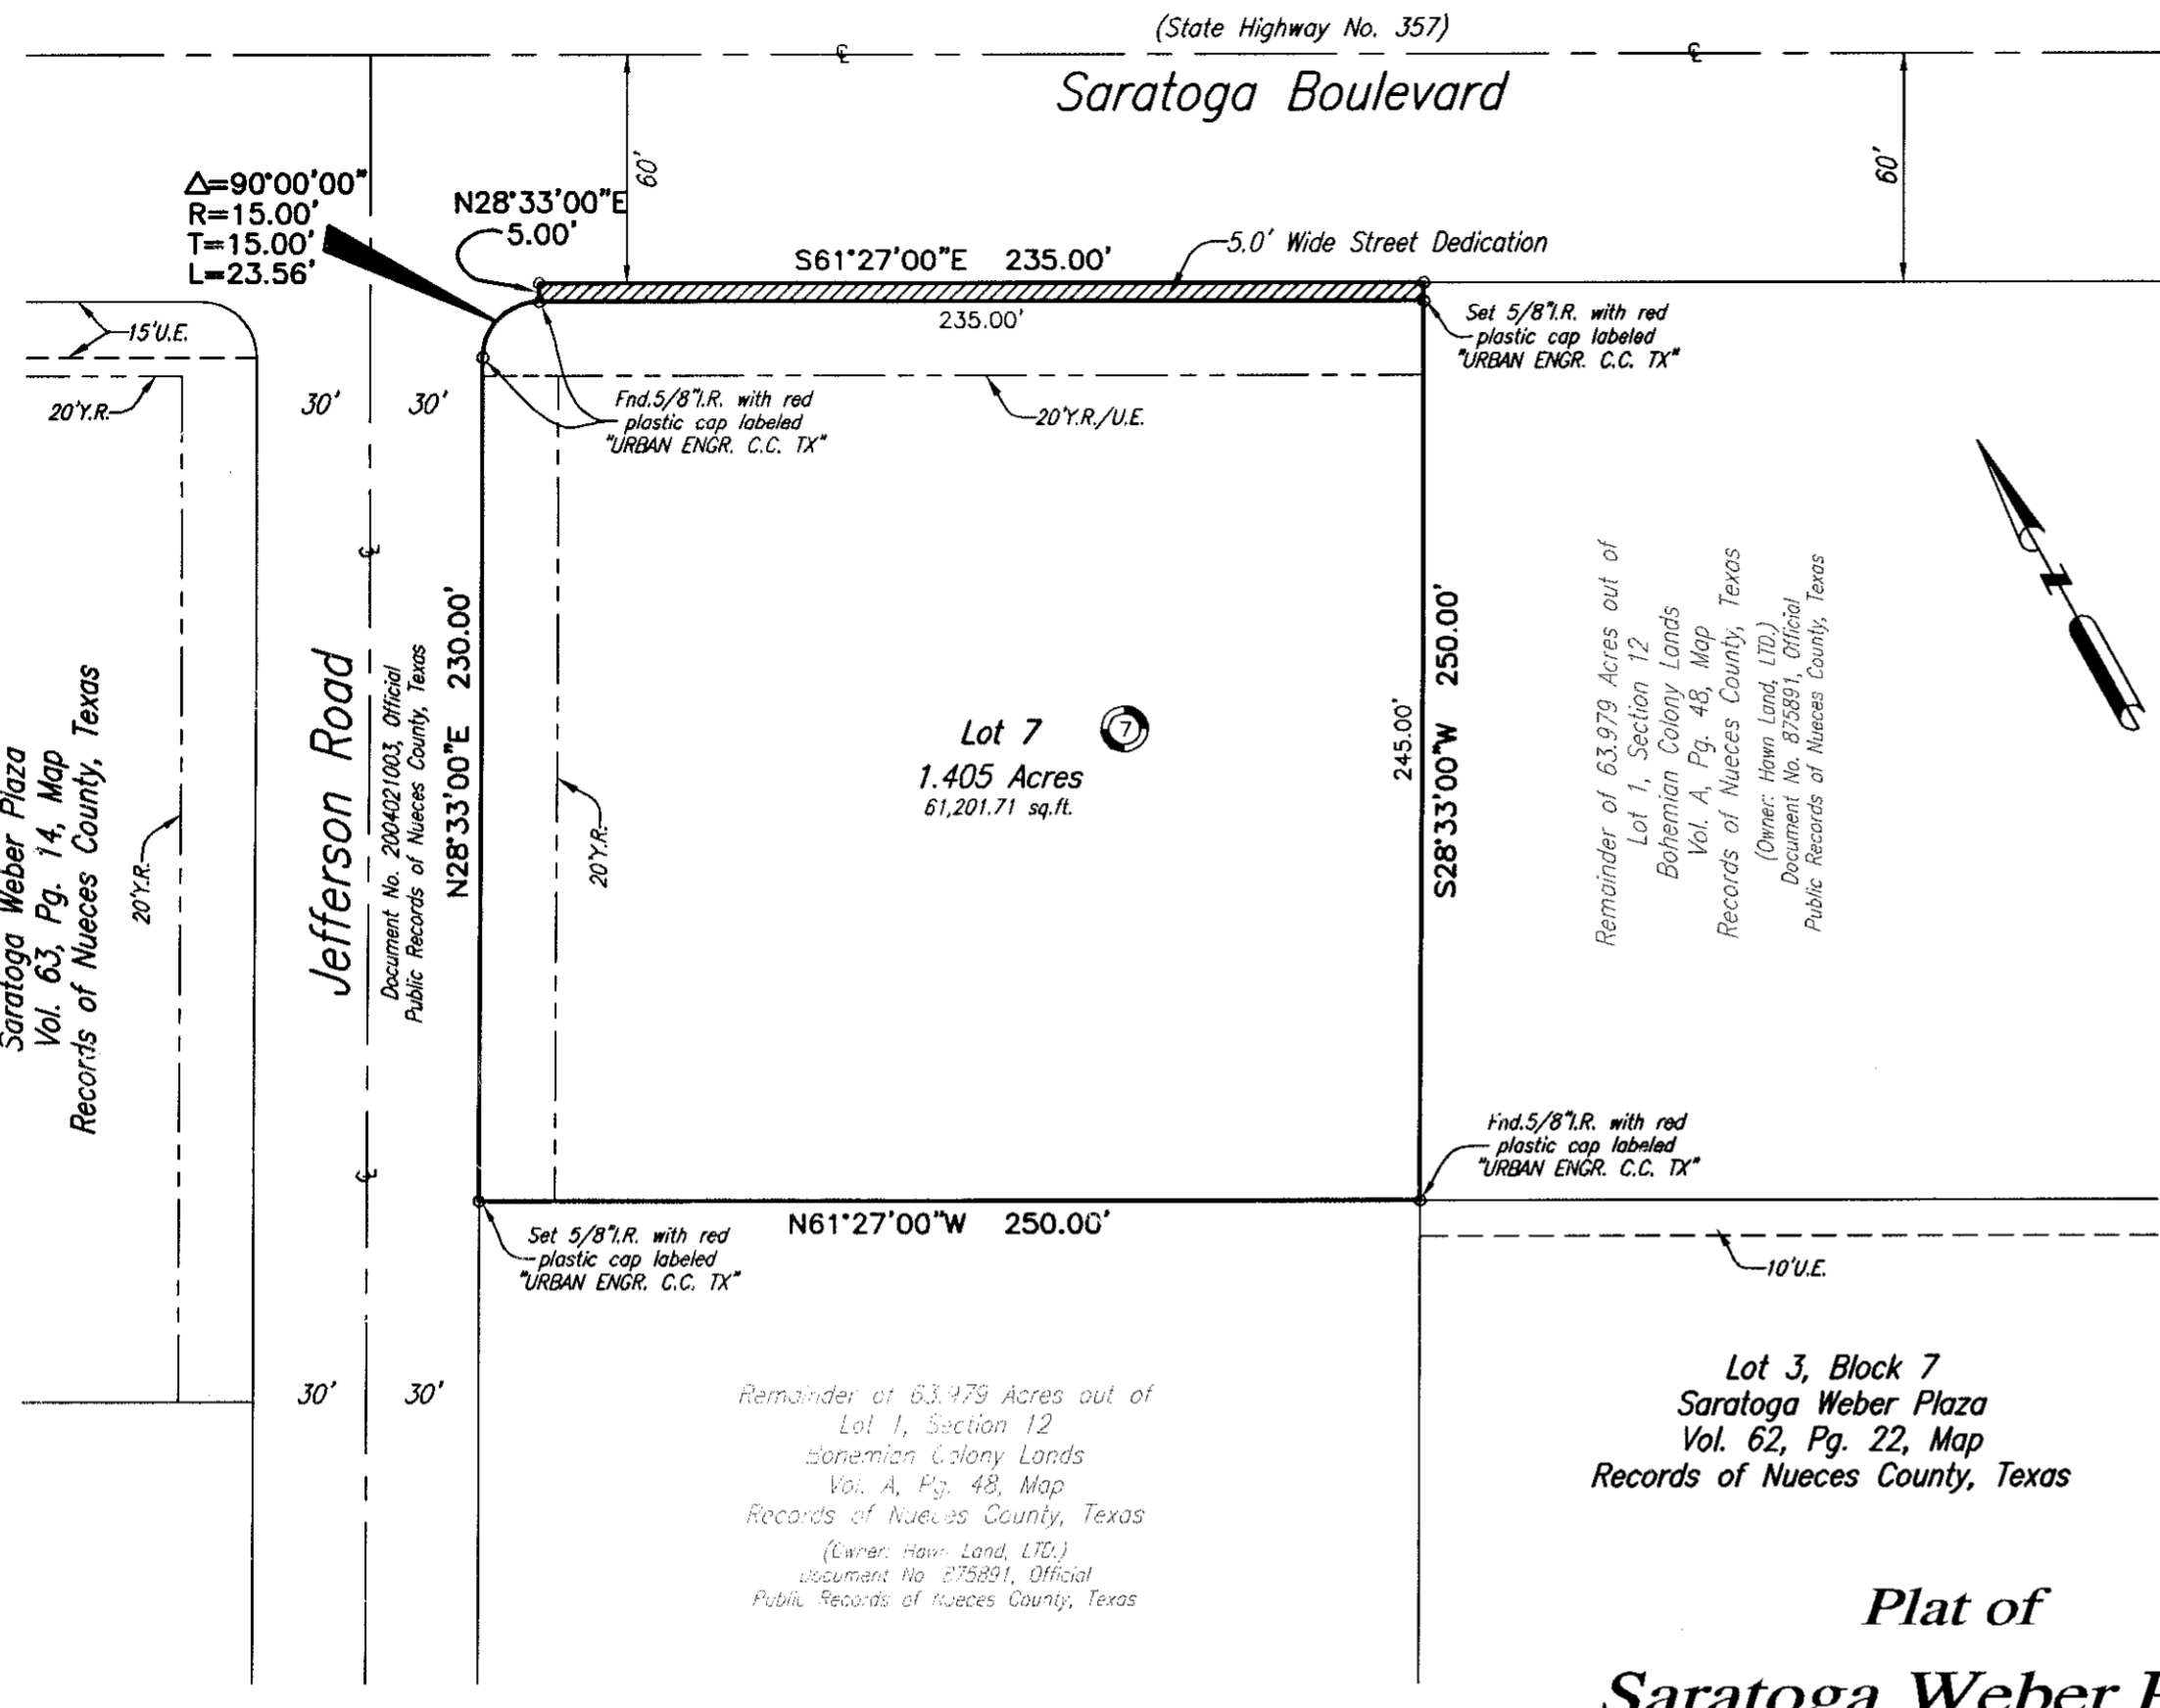 (State Highway No. 357)
Saratoga Boulevard
60'
60'
Δ=90°00'00"
R=15.00'
T=15.00'
L=23.56'
N28°33'00"E
5.00'
S61°27'00"E 235.00'
5.0' Wide Street Dedication
235.00'
Set 5/8"I.R. with red
plastic cap labeled
"URBAN ENGR. C.C. TX"
15'U.E.
20'Y.R.
30'
30'
Fnd.5/8"I.R. with red
plastic cap labeled
"URBAN ENGR. C.C. TX"
20'Y.R./U.E.
N
Saratoga Weber Plaza
Vol. 63, Pg. 14, Map
Records of Nueces County, Texas
20'Y.R.
Jefferson Road
Document No. 2004021003, Official
Public Records of Nueces County, Texas
N28°33'00"E 230.00'
20'Y.R.
Lot 7
7
1.405 Acres
61,201.71 sq.ft.
245.00'
S28°33'00"W 250.00'
Remainder of 63.979 Acres out of
Lot 1, Section 12
Bohemian Colony Lands
Vol. A, Pg. 48, Map
Records of Nueces County, Texas
(Owner: Hawn Land, LTD.)
Document No. 875891, Official
Public Records of Nueces County, Texas
Fnd.5/8"I.R. with red
plastic cap labeled
"URBAN ENGR. C.C. TX"
N61°27'00"W 250.00'
Set 5/8"I.R. with red
plastic cap labeled
"URBAN ENGR. C.C. TX"
10'U.E.
30'
30'
Remainder of 63.979 Acres out of
Lot 1, Section 12
Bohemian Colony Lands
Vol. A, Pg. 48, Map
Records of Nueces County, Texas
(Owner: Hawn Land, LTD.)
Document No 875891, Official
Public Records of Nueces County, Texas
Lot 3, Block 7
Saratoga Weber Plaza
Vol. 62, Pg. 22, Map
Records of Nueces County, Texas
Plat of
Saratoga Weber